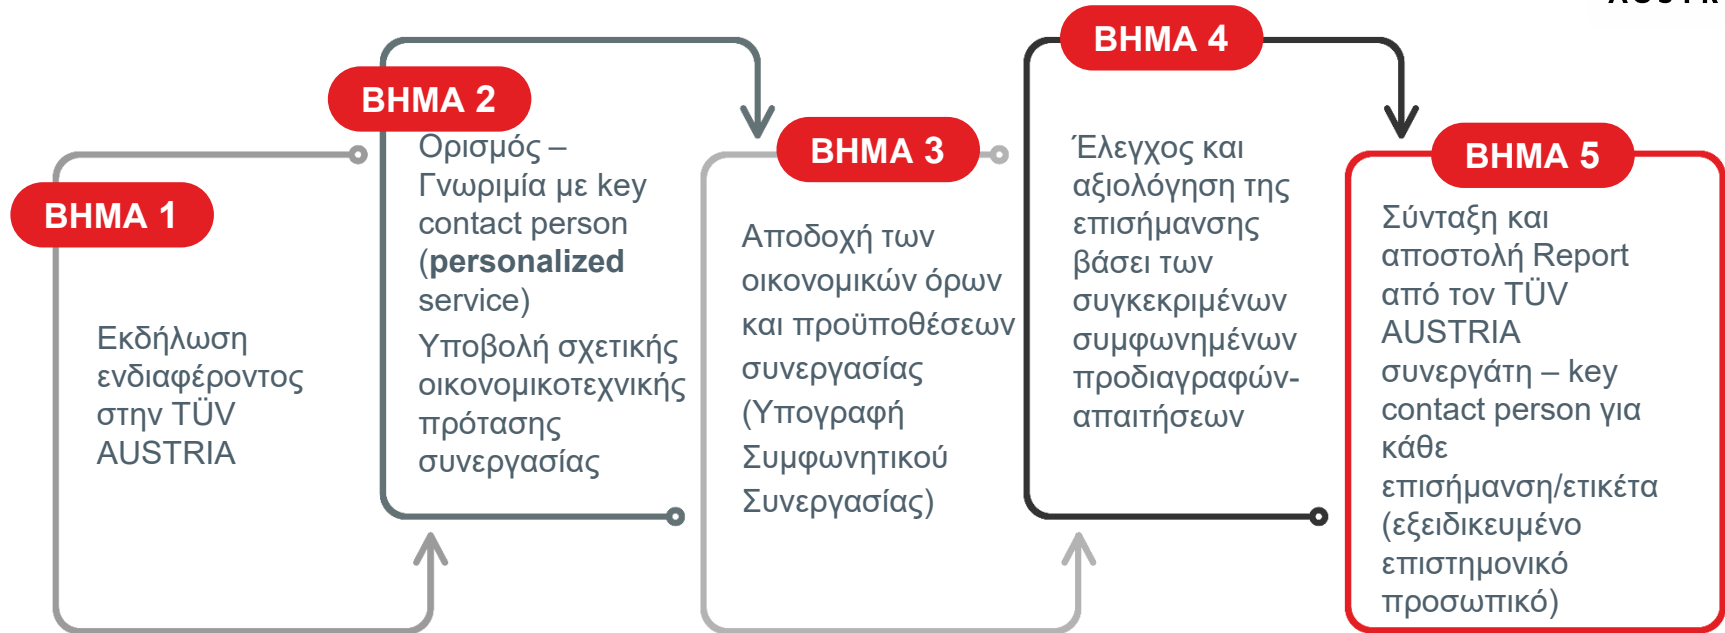 ΒΗΜΑ 1
Εκδήλωση
ενδιαφέροντος
στην TÜV
AUSTRIA
ΒΗΜΑ 2
Ορισμός –
Γνωριμία με key
contact person
(personalized
service)
Υποβολή σχετικής
οικονομικοτεχνικής
πρότασης
συνεργασίας
ΒΗΜΑ 3
Αποδοχή των
οικονομικών όρων
και προϋποθέσεων
συνεργασίας
(Υπογραφή
Συμφωνητικού
Συνεργασίας)
ΒΗΜΑ 4
Έλεγχος και
αξιολόγηση της
επισήμανσης
βάσει των
συγκεκριμένων
συμφωνημένων
προδιαγραφών-
απαιτήσεων
ΒΗΜΑ 5
Σύνταξη και
αποστολή Report
από τον TÜV
AUSTRIA
συνεργάτη – key
contact person για
κάθε
επισήμανση/ετικέτα
(εξειδικευμένο
επιστημονικό
προσωπικό)